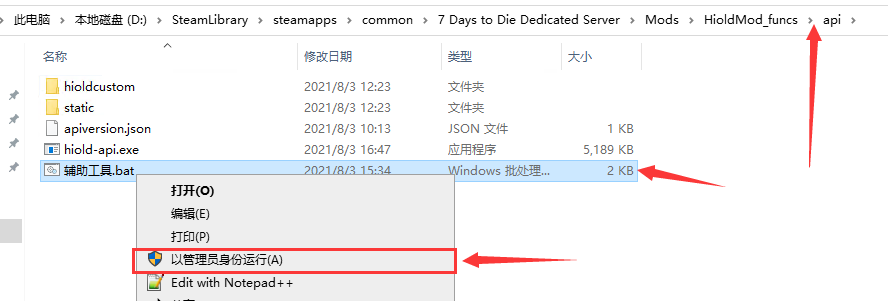 此电脑 › 本地磁盘 (D:) › SteamLibrary › steamapps › common › 7 Days to Die Dedicated Server › Mods › HioldMod_funcs › api ›
名称 修改日期 类型 大小
hioldcustom 2021/8/3 12:23 文件夹
static 2021/8/3 12:23 文件夹
apiversion.json 2021/8/3 10:13 JSON 文件 1 KB
hiold-api.exe 2021/8/3 16:47 应用程序 5,189 KB
辅助工具.bat 2021/8/3 15:34 Windows 批处理... 2 KB
打开(O)
编辑(E)
打印(P)
以管理员身份运行(A)
Edit with Notepad++